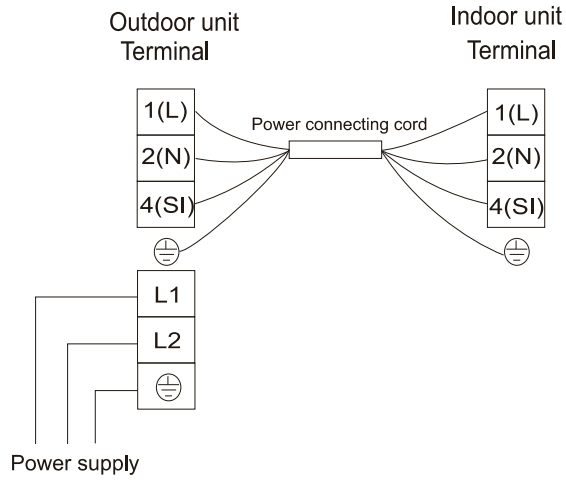 Outdoor unit
Terminal
Indoor unit
Terminal
1(L)
2(N)
4(SI)
Power connecting cord
1(L)
2(N)
4(SI)
L1
L2
Power supply